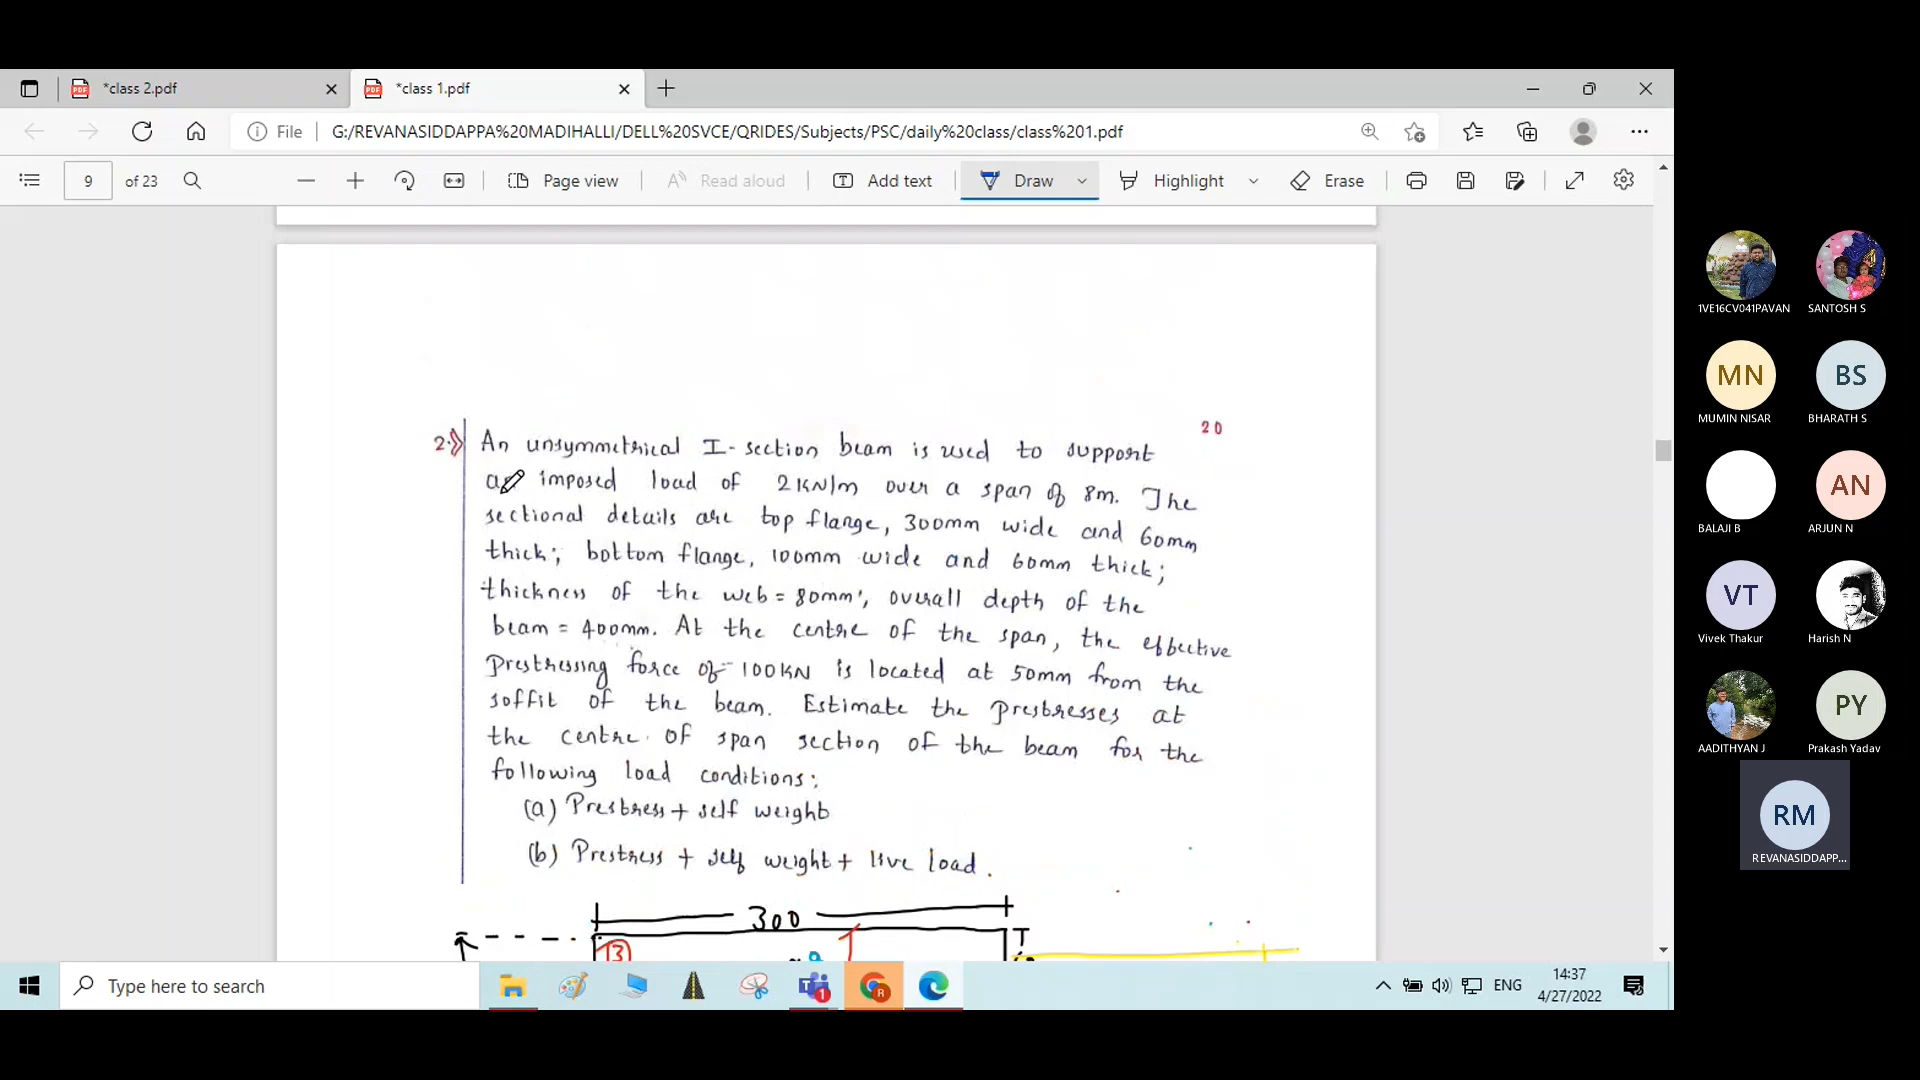 *class 2.pdf
*class 1.pdf
File
G:/REVANASIDDAPPA%20MADIHALLI/DELL%20SVCE/QRIDES/Subjects/PSC/daily%20class/class%201.pdf
9 of 23
Page view
Read aloud
Add text
Draw
Highlight
Erase
20
2.) An unsymmetrical I-section beam is used to support
imposed load of 2KN/m over a span of 8m. The
sectional details are top flange, 300mm wide and 60mm
thick; bottom flange, 100mm wide and 60mm thick;
thickness of the web = 80mm; overall depth of the
beam = 400mm. At the centre of the span, the effective
Prestressing force of 100KN is located at 50mm from the
soffit of the beam. Estimate the Prestresses at
the centre of span section of the beam for the
following load conditions:
(a) Prestress + self weight
(b) Prestress + self weight + live load.
300
3
1VE16CV041PAVAN
SANTOSH S
MN
MUMIN NISAR
BS
BHARATH S
BALAJI B
AN
ARJUN N
VT
Vivek Thakur
Harish N
AADITHYAN J
PY
Prakash Yadav
RM
REVANASIDDAPP...
Type here to search
1
R
ENG
14:37
4/27/2022